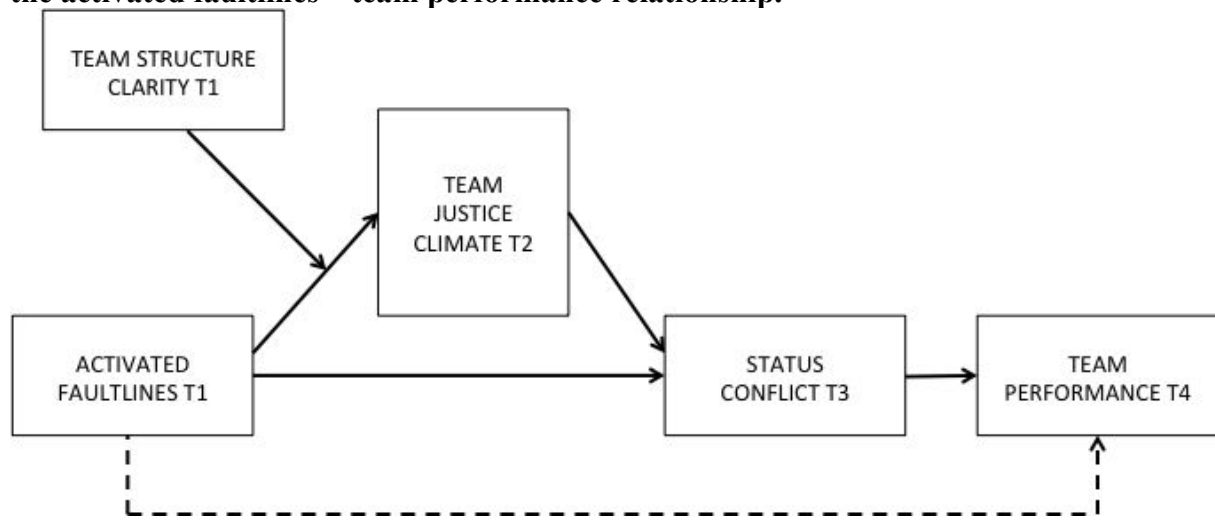 the activated faultlines – team performance relationship.
TEAM STRUCTURE
CLARITY T1
TEAM
JUSTICE
CLIMATE T2
ACTIVATED
FAULTLINES T1
STATUS
CONFLICT T3
TEAM
PERFORMANCE T4